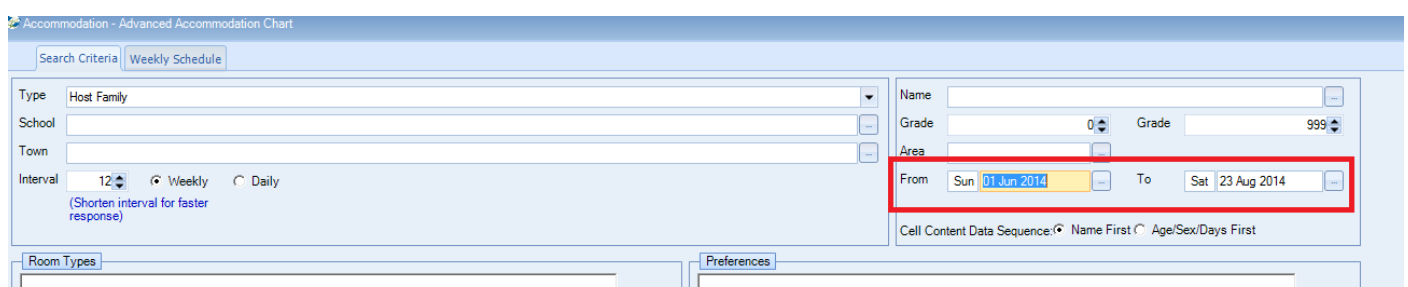 Accommodation - Advanced Accommodation Chart
Search Criteria Weekly Schedule
Type Host Family
School ...
Town ...
Interval 12 Weekly Daily
(Shorten interval for faster
response)
Name ...
Grade 0 Grade 999
Area ...
From Sun 01 Jun 2014 ... To Sat 23 Aug 2014 ...
Cell Content Data Sequence: Name First Age/Sex/Days First
Room Types
Preferences